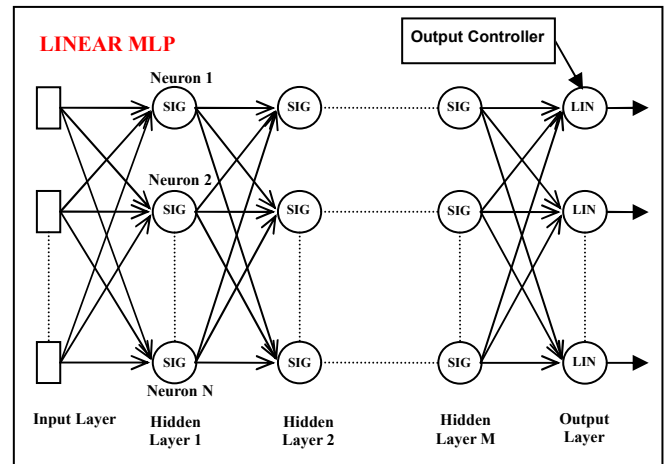 LINEAR MLP
Output Controller
Neuron 1
SIG SIG SIG LIN
Neuron 2
SIG SIG SIG LIN
SIG SIG SIG LIN
Neuron N
Input Layer Hidden Hidden Hidden Output
Layer 1 Layer 2 Layer M Layer